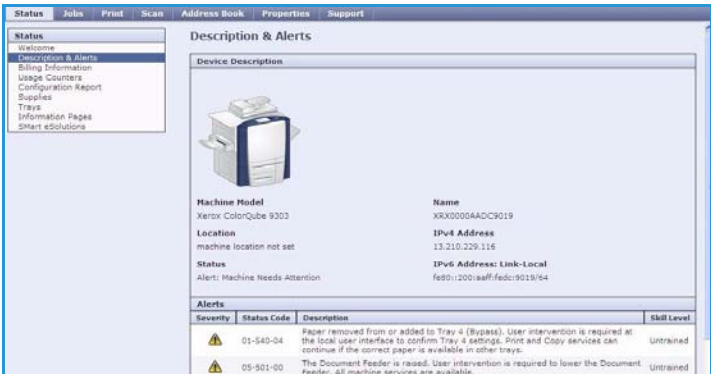 Status Jobs Print Scan Address Book Properties Support
Status
Welcome
Description & Alerts
Billing Information
Usage Counters
Configuration Report
Supplies
Trays
Information Pages
SMart eSolutions
Description & Alerts
Device Description
Machine Model Name
Xerox ColorQube 9303 XRX0000AADC9019
Location IPv4 Address
machine location not set 13.210.229.116
Status IPv6 Address: Link-Local
Alert: Machine Needs Attention fe80::200:aaff:fedc:9019/64
Alerts
Severity Status Code Description Skill Level
Paper removed from or added to Tray 4 (Bypass). User intervention is required at
01-540-04 the local user interface to confirm Tray 4 settings. Print and Copy services can Untrained
continue if the correct paper is available in other trays.
The Document Feeder is raised. User intervention is required to lower the Document
05-501-00 Feeder. All machine services are available. Untrained